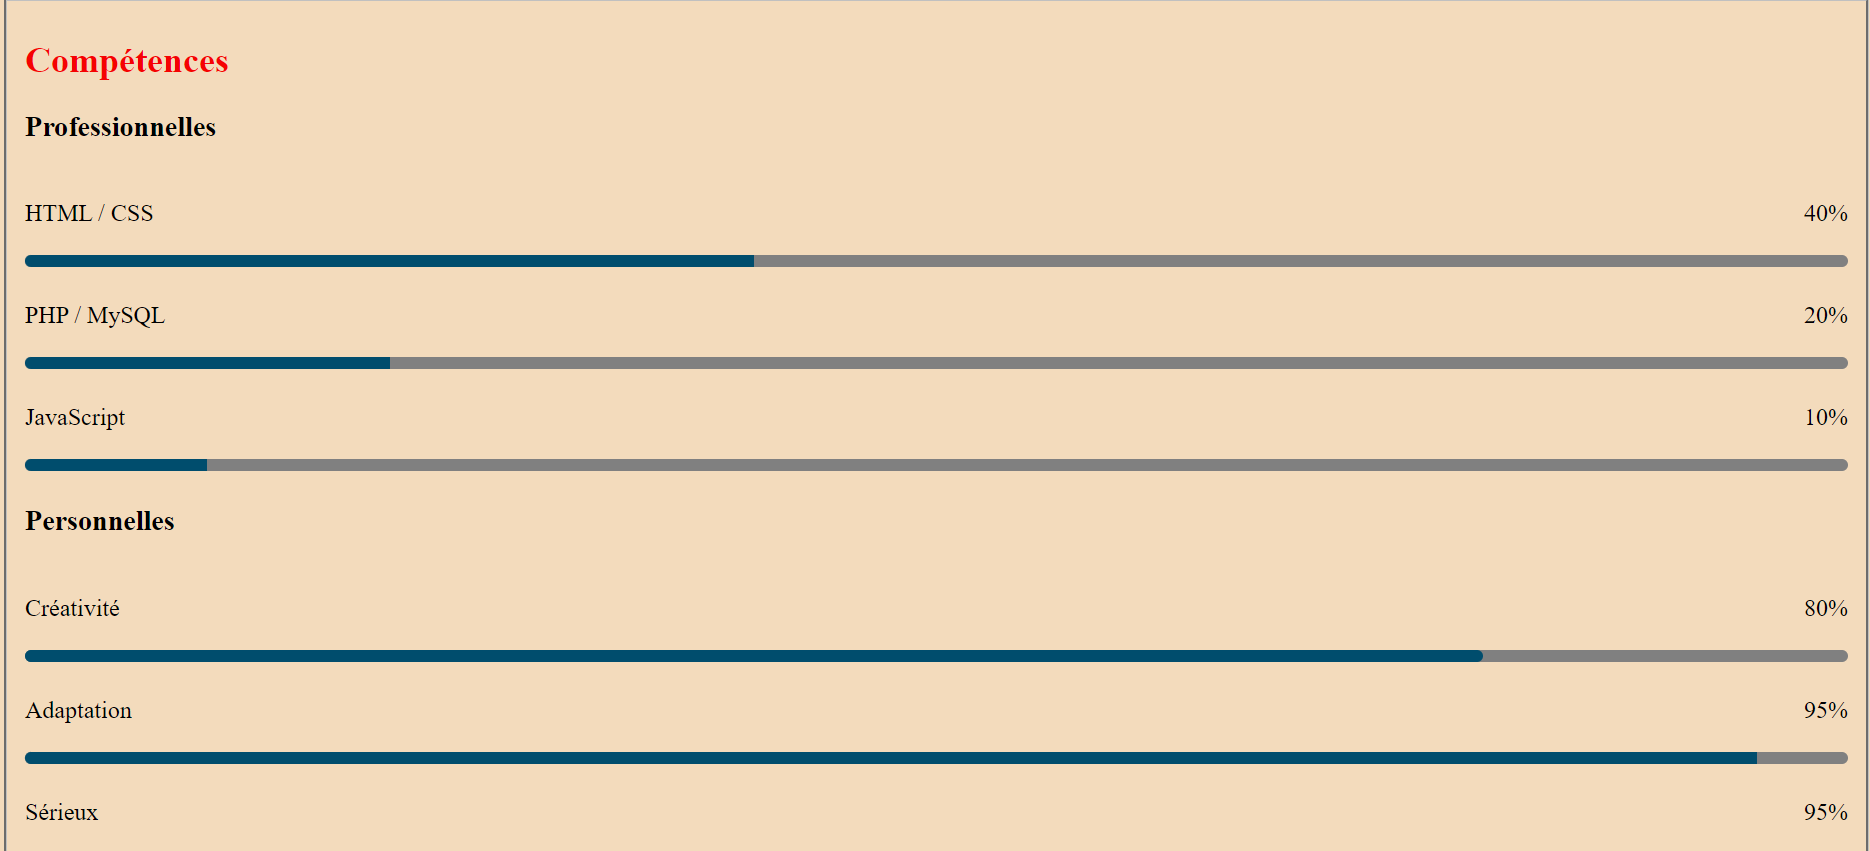 Compétences
Professionnelles
HTML / CSS 40%
PHP / MySQL 20%
JavaScript 10%
Personnelles
Créativité 80%
Adaptation 95%
Sérieux 95%